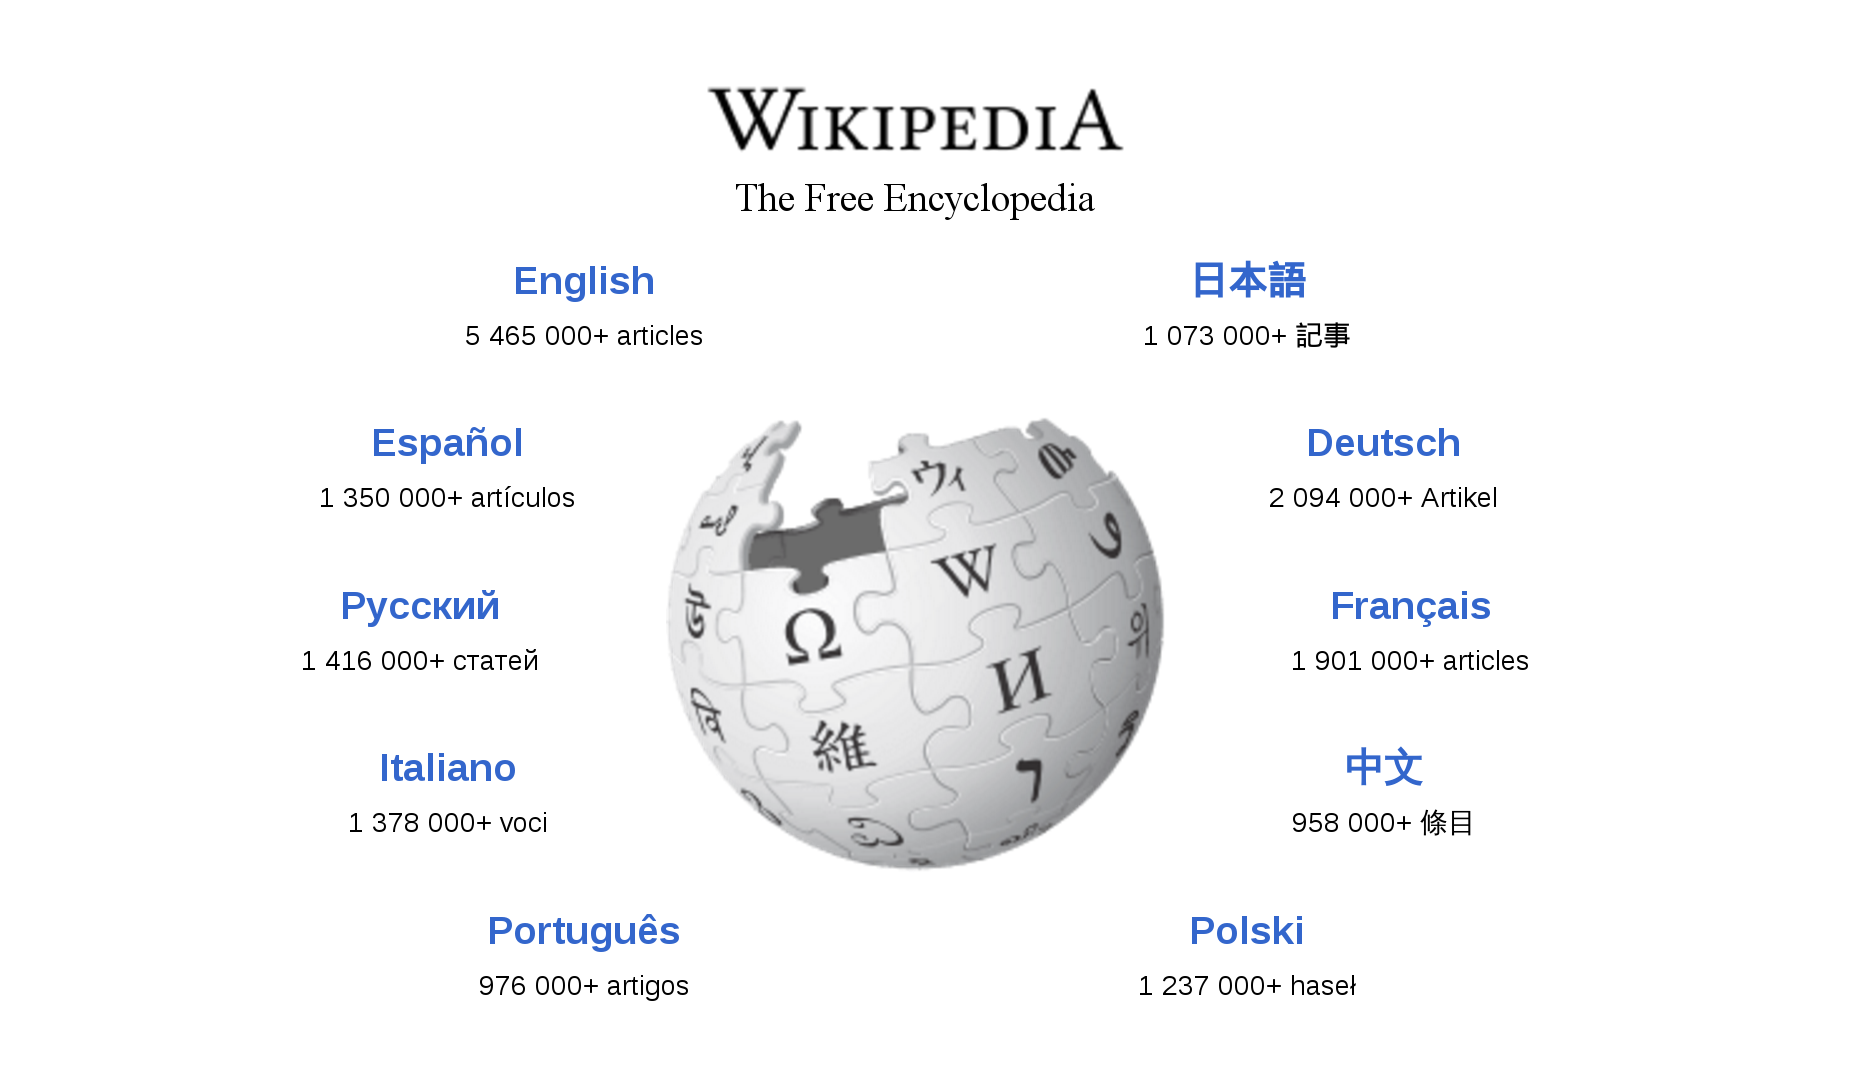 WIKIPEDIA
The Free Encyclopedia
English
5 465 000+ articles
日本語
1 073 000+ 記事
Español
1 350 000+ artículos
Deutsch
2 094 000+ Artikel
Русский
1 416 000+ статей
Français
1 901 000+ articles
Italiano
1 378 000+ voci
中文
958 000+ 條目
Português
976 000+ artigos
Polski
1 237 000+ haseł
ウィ
W
Ω
И
維